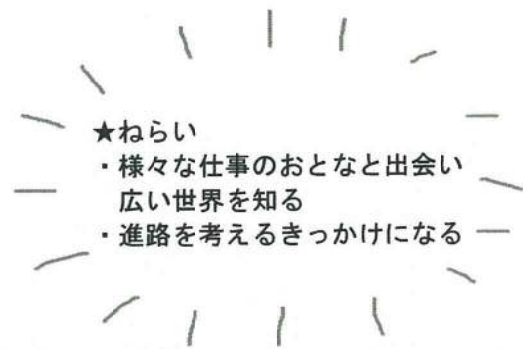 ★ねらい
・様々な仕事のおとなと出会い
広い世界を知る
・進路を考えるきっかけになる